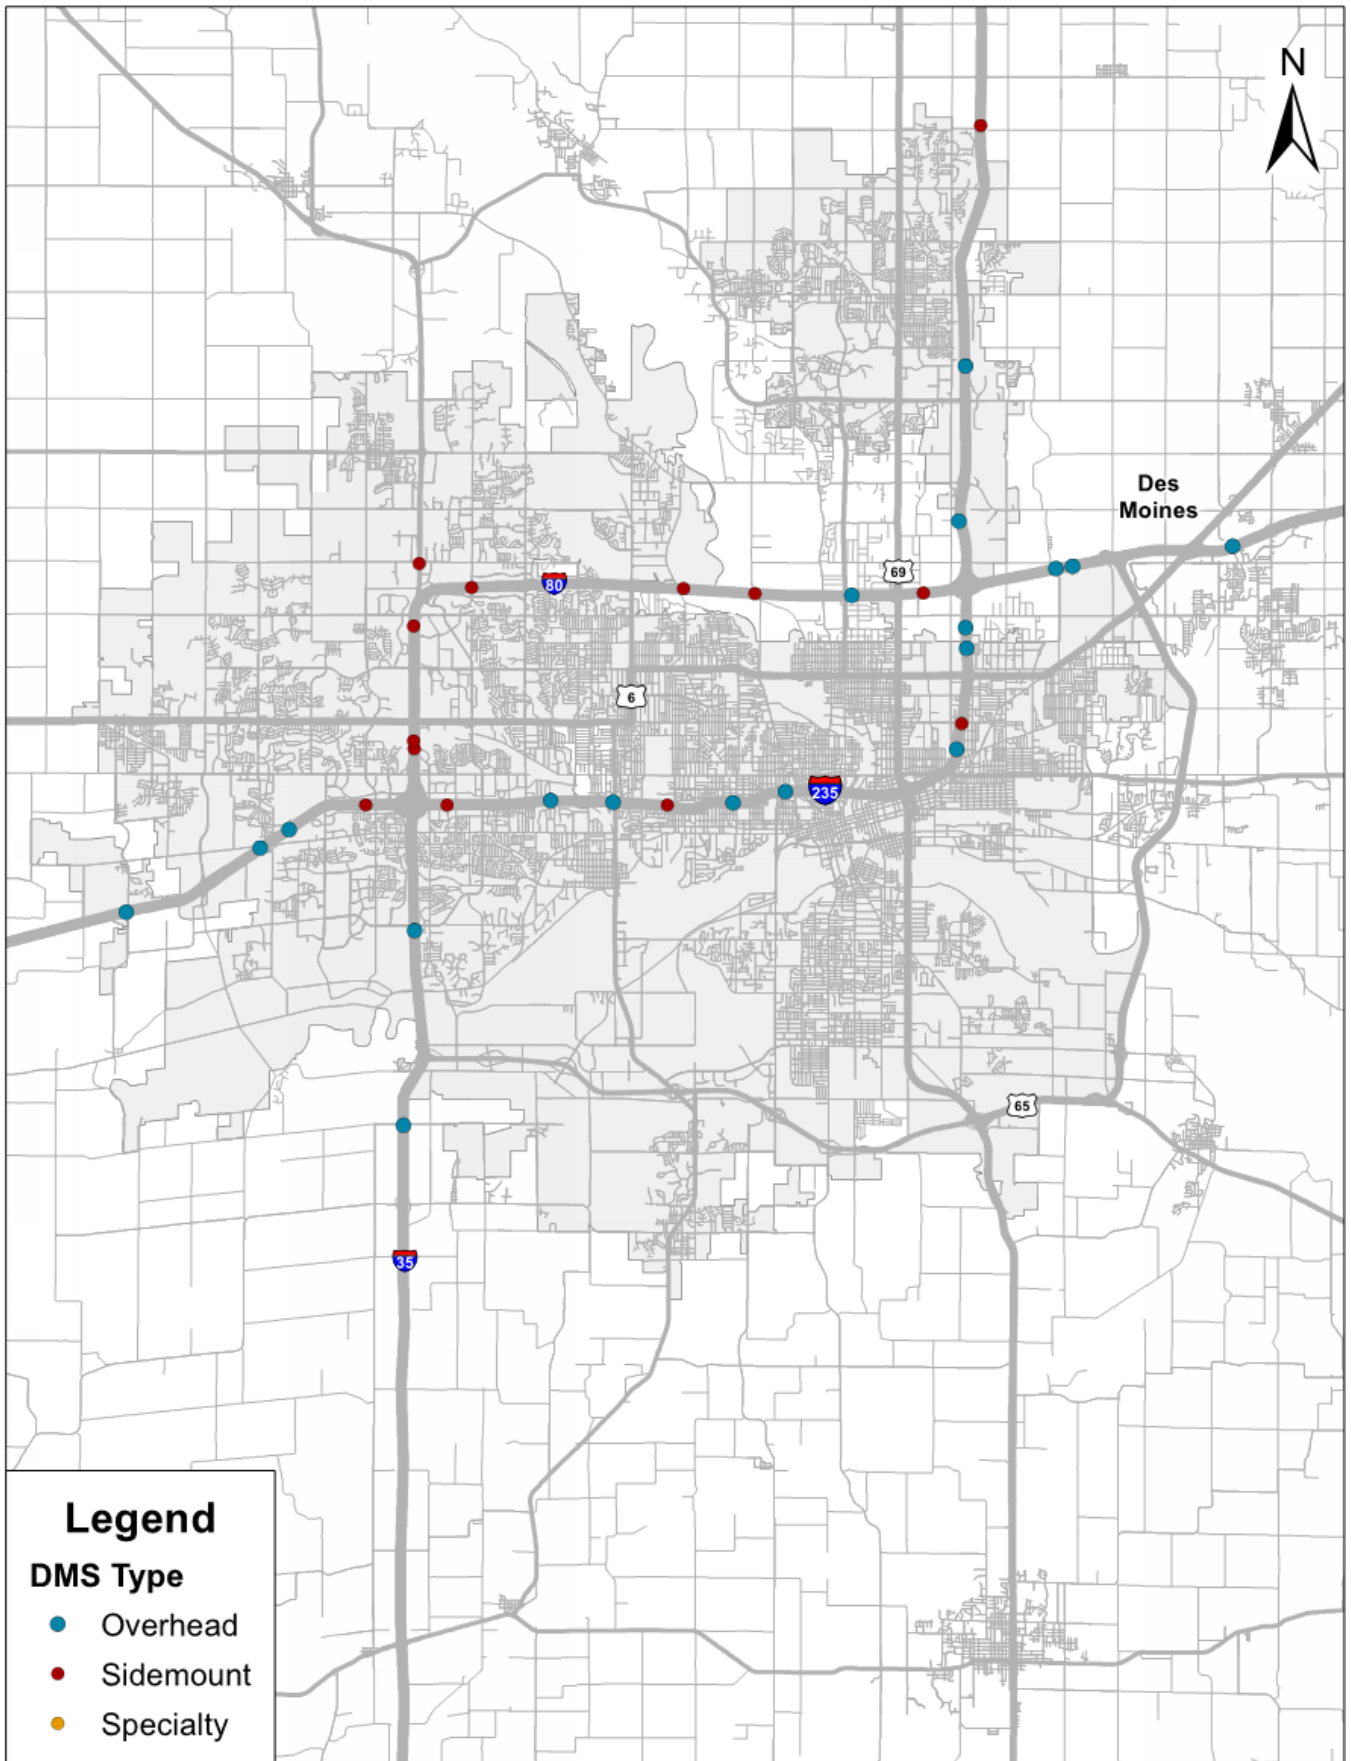 N
Des
Moines
69
80
6
235
65
35
Legend
DMS Type
Overhead
Sidemount
Specialty